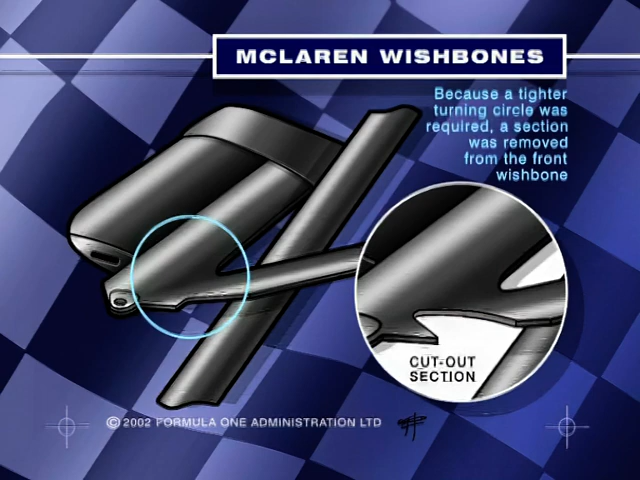 MCLAREN WISHBONES
Because a tighter
turning circle was
required, a section
was removed
from the front
wishbone
CUT-OUT
SECTION
© 2002 FORMULA ONE ADMINISTRATION LTD